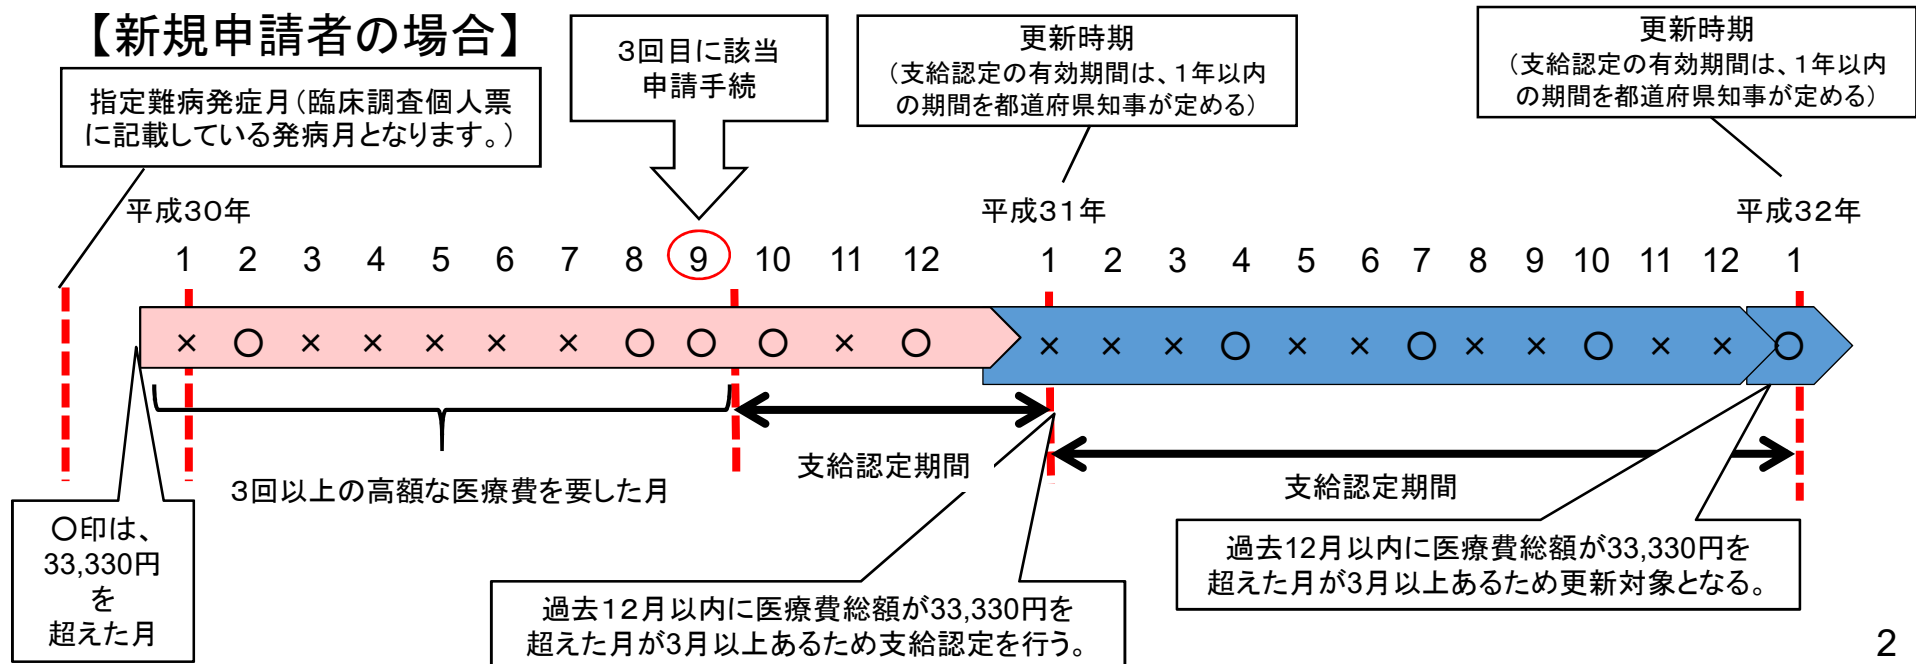 【新規申請者の場合】
指定難病発症月(臨床調査個人票
に記載している発病月となります。)
3回目に該当
申請手続
更新時期
(支給認定の有効期間は、1年以内
の期間を都道府県知事が定める)
更新時期
(支給認定の有効期間は、1年以内
の期間を都道府県知事が定める)
平成30年 平成31年 平成32年
1 2 3 4 5 6 7 8 9 10 11 12 1 2 3 4 5 6 7 8 9 10 11 12 1
× ○ × × × × × ○ ○ ○ × ○ × × × ○ × × ○ × × ○ × × ○
3回以上の高額な医療費を要した月
支給認定期間
支給認定期間
○印は、
33,330円
を
超えた月
過去12月以内に医療費総額が33,330円を
超えた月が3月以上あるため支給認定を行う。
過去12月以内に医療費総額が33,330円を
超えた月が3月以上あるため更新対象となる。
2